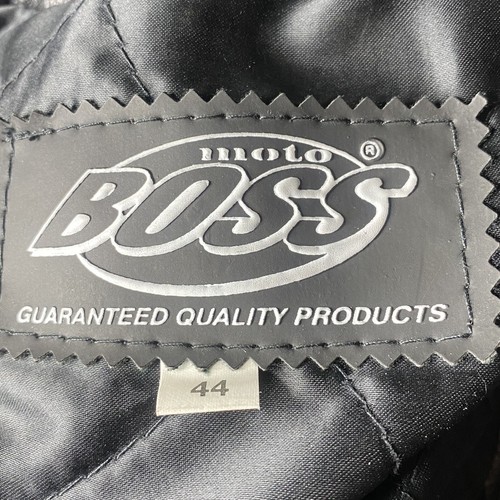 moto ®
BOSS
GUARANTEED QUALITY PRODUCTS
44